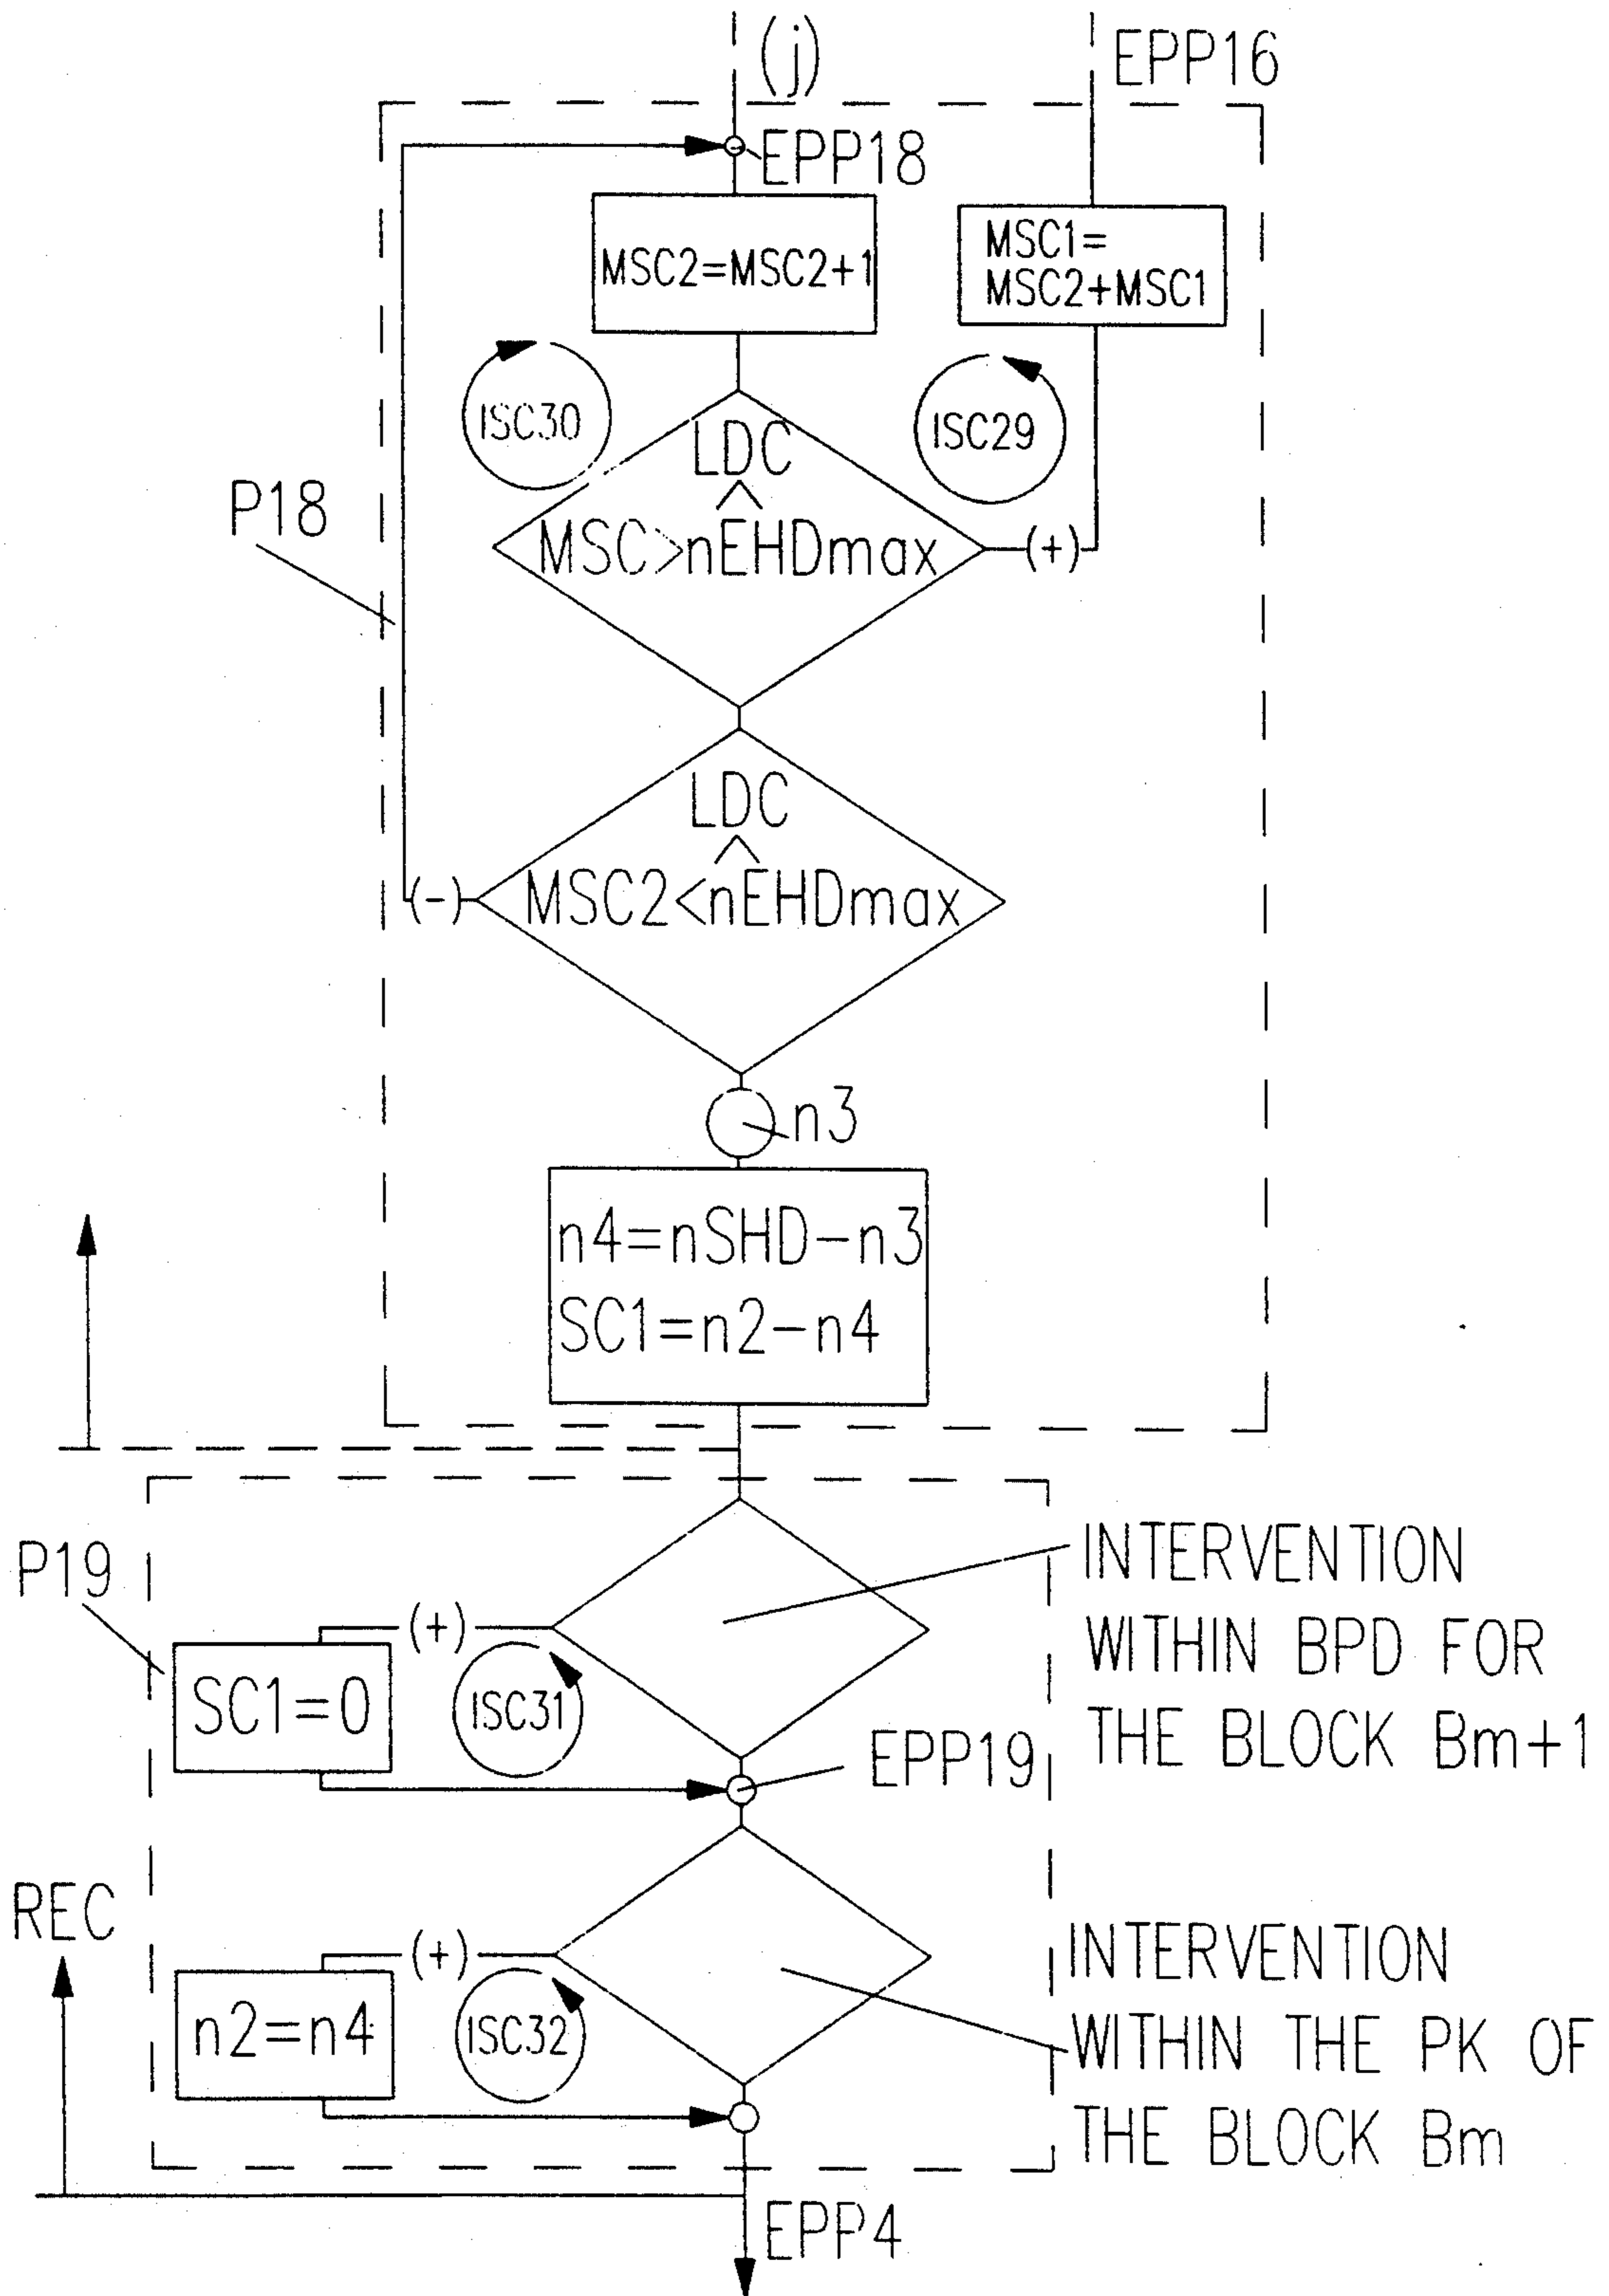 (j)
EPP16
EPP18
MSC2=MSC2+1
MSC1=
MSC2+MSC1
ISC30
ISC29
LDC
^
MSC>nEHDmax
(+)
P18
LDC
^
MSC2<nEHDmax
(-)
n3
n4=nSHD-n3
SC1=n2-n4
P19
(+)
SC1=0
ISC31
INTERVENTION
WITHIN BPD FOR
THE BLOCK Bm+1
EPP19
REC
(+)
n2=n4
ISC32
INTERVENTION
WITHIN THE PK OF
THE BLOCK Bm
EPP4